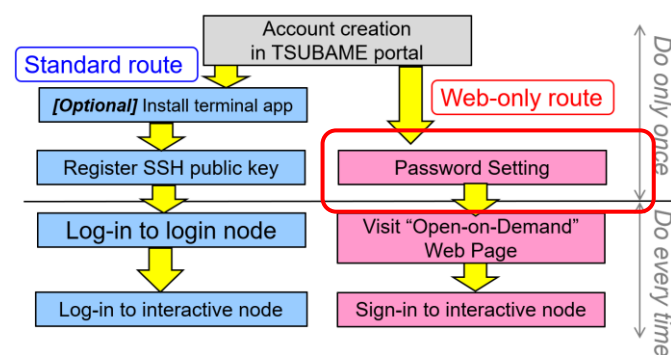 Account creation
in TSUBAME portal
Standard route
Web-only route
[Optional] Install terminal app
Register SSH public key
Password Setting
Log-in to login node
Visit “Open-on-Demand”
Web Page
Log-in to interactive node
Sign-in to interactive node
Do only once
Do every time